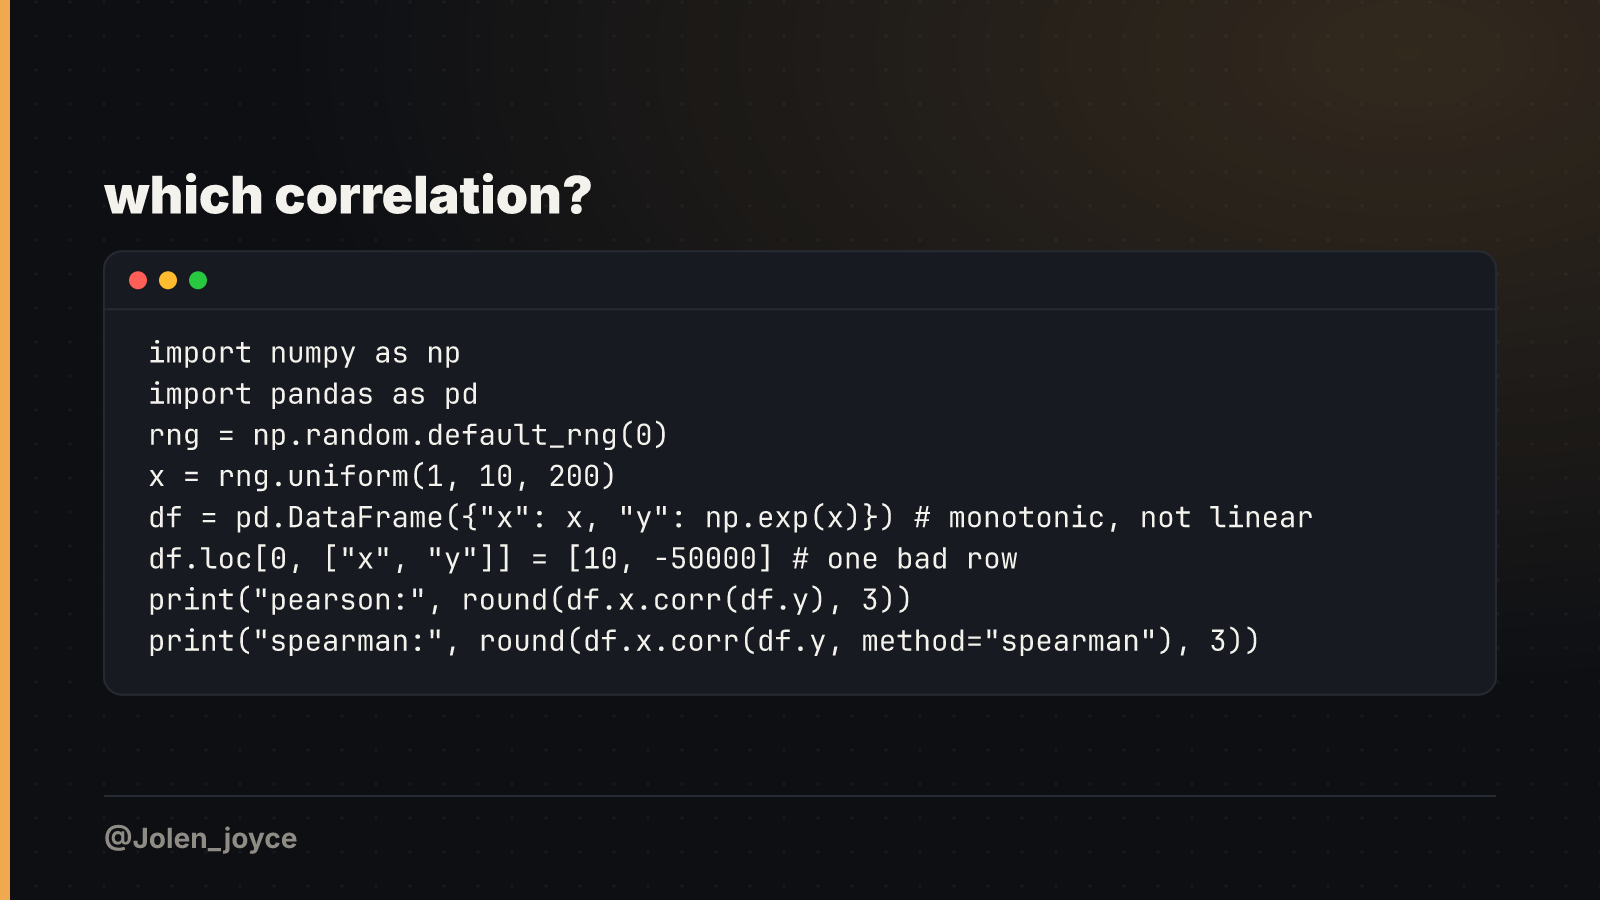 which correlation?
import numpy as np
import pandas as pd
rng = np.random.default_rng(0)
x = rng.uniform(1, 10, 200)
df = pd.DataFrame({"x": x, "y": np.exp(x)}) # monotonic, not linear
df.loc[0, ["x", "y"]] = [10, -50000] # one bad row
print("pearson:", round(df.x.corr(df.y), 3))
print("spearman:", round(df.x.corr(df.y, method="spearman"), 3))
@Jolen_joyce